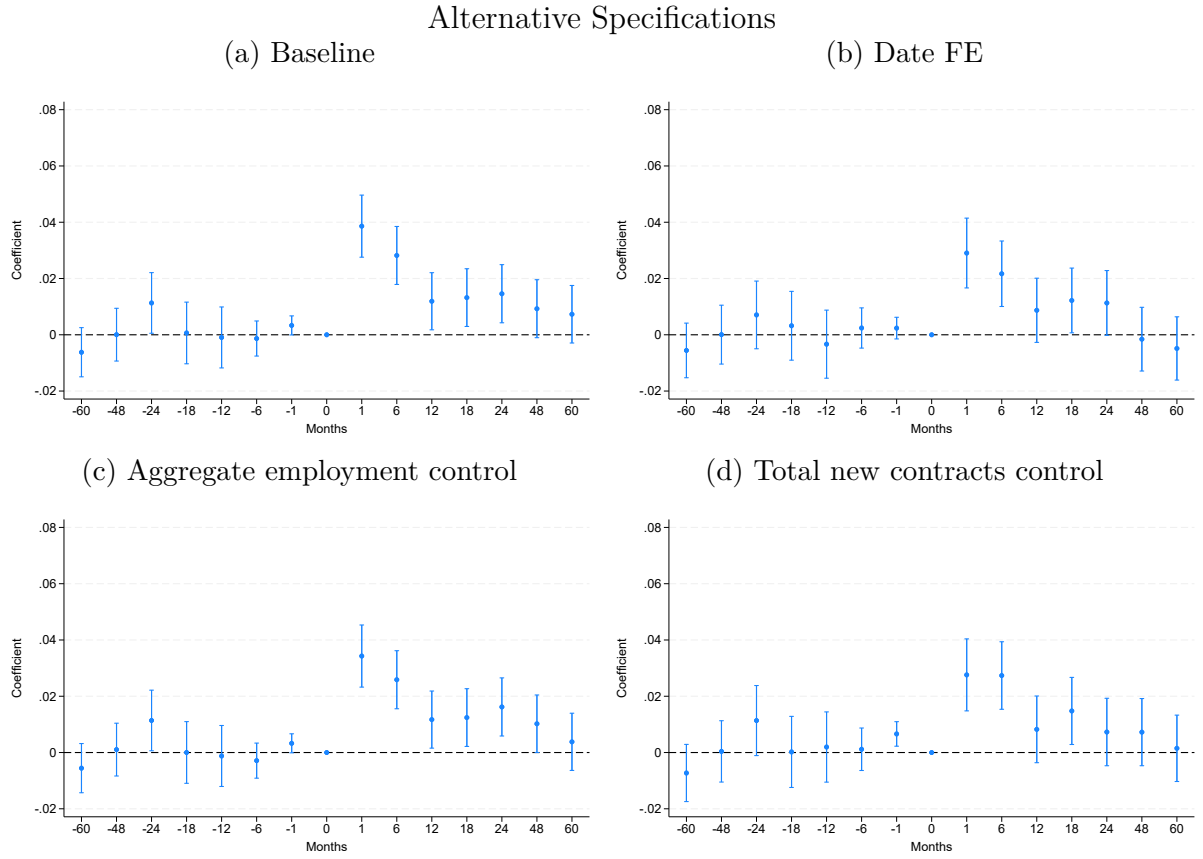 Alternative Specifications
(a) Baseline
(b) Date FE
.08
.06
.04
.02
0
-.02
Coefficient
-60 -48 -24 -18 -12 -6 -1 0 1 6 12 18 24 48 60
Months
.08
.06
.04
.02
0
-.02
Coefficient
-60 -48 -24 -18 -12 -6 -1 0 1 6 12 18 24 48 60
Months
(c) Aggregate employment control
(d) Total new contracts control
.08
.06
.04
.02
0
-.02
Coefficient
-60 -48 -24 -18 -12 -6 -1 0 1 6 12 18 24 48 60
Months
.08
.06
.04
.02
0
-.02
Coefficient
-60 -48 -24 -18 -12 -6 -1 0 1 6 12 18 24 48 60
Months